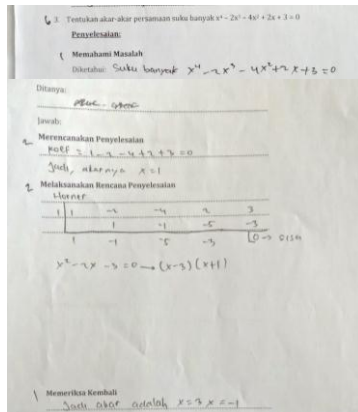 6 3. Tentukan akar-akar persamaan suku banyak x⁴ – 2x³ – 4x² + 2x + 3 = 0
Penyelesaian:
1 Memahami Masalah
Diketahui: Suku banyak x⁴ -2x³ - 4x² +2x +3 = 0
Ditanya:
akar-akar
Jawab:
2 Merencanakan Penyelesaian
Koef = 1 - 2 - 4 + 2 + 3 = 0
Jadi, akarnya x = 1
2 Melaksanakan Rencana Penyelesaian
Horner
1 | 1 -2 -4 2 3
1 -1 -5 -3
1 -1 -5 -3 |0 → sisa
x² - 2x - 3 = 0 → (x-3) (x+1)
1 Memeriksa Kembali
Jadi akar adalah x = 3 x = -1